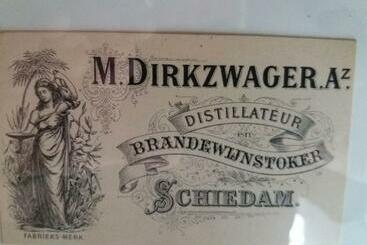 M. DIRKZWAGER.Az.
DISTILLATEUR
en
BRANDEWIJNSTOKER
SCHIEDAM.
FABRIEKS-MERK